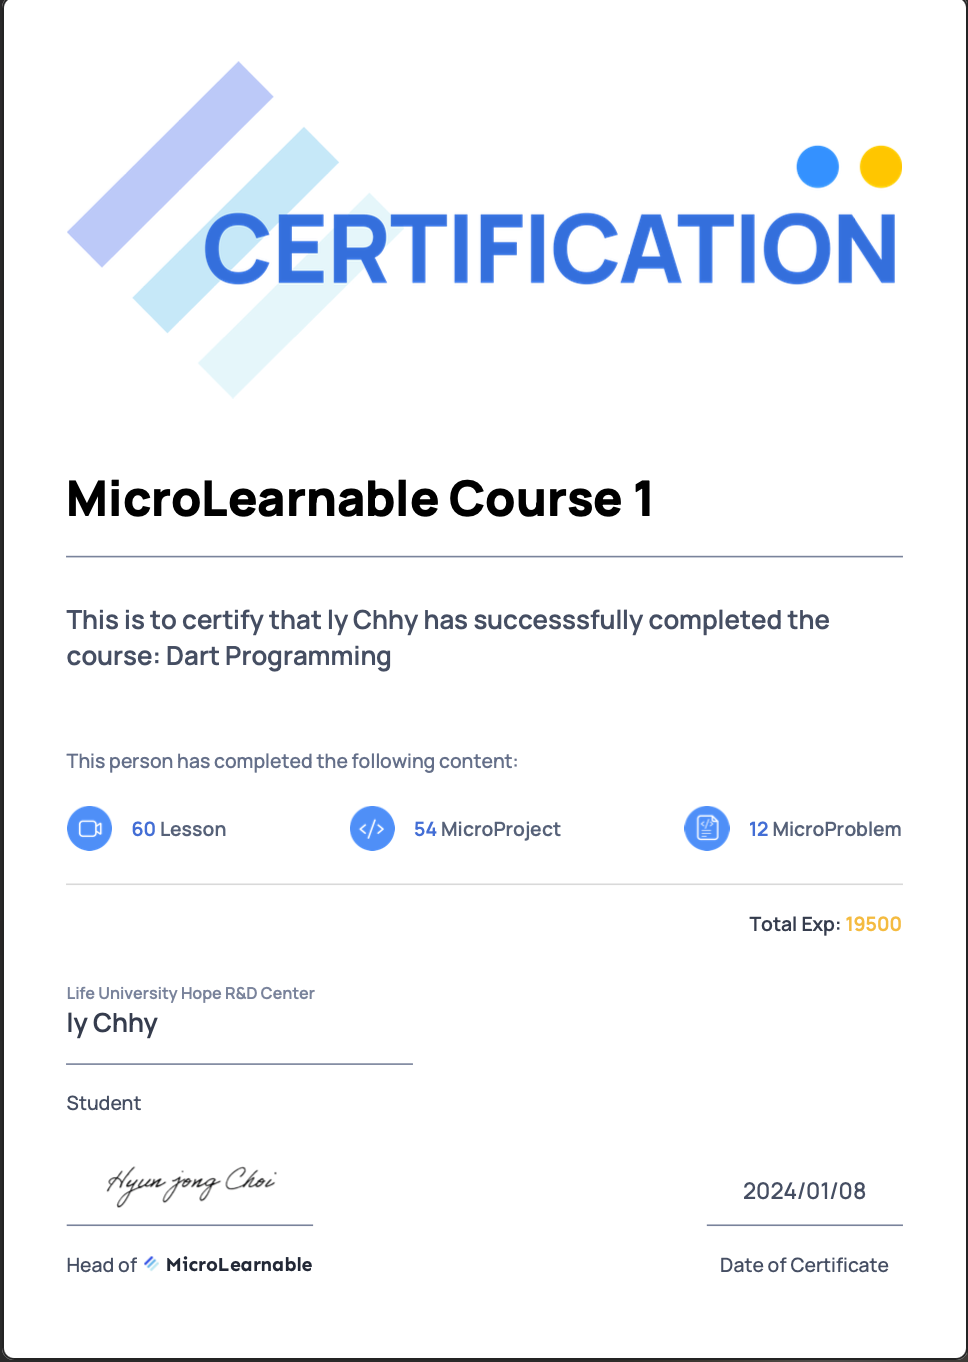 CERTIFICATION
MicroLearnable Course 1
This is to certify that ly Chhy has successsfully completed the
course: Dart Programming
This person has completed the following content:
60 Lesson
54 MicroProject
12 MicroProblem
Total Exp: 19500
Life University Hope R&D Center
ly Chhy
Student
Hyun jong Choi
2024/01/08
Head of MicroLearnable
Date of Certificate